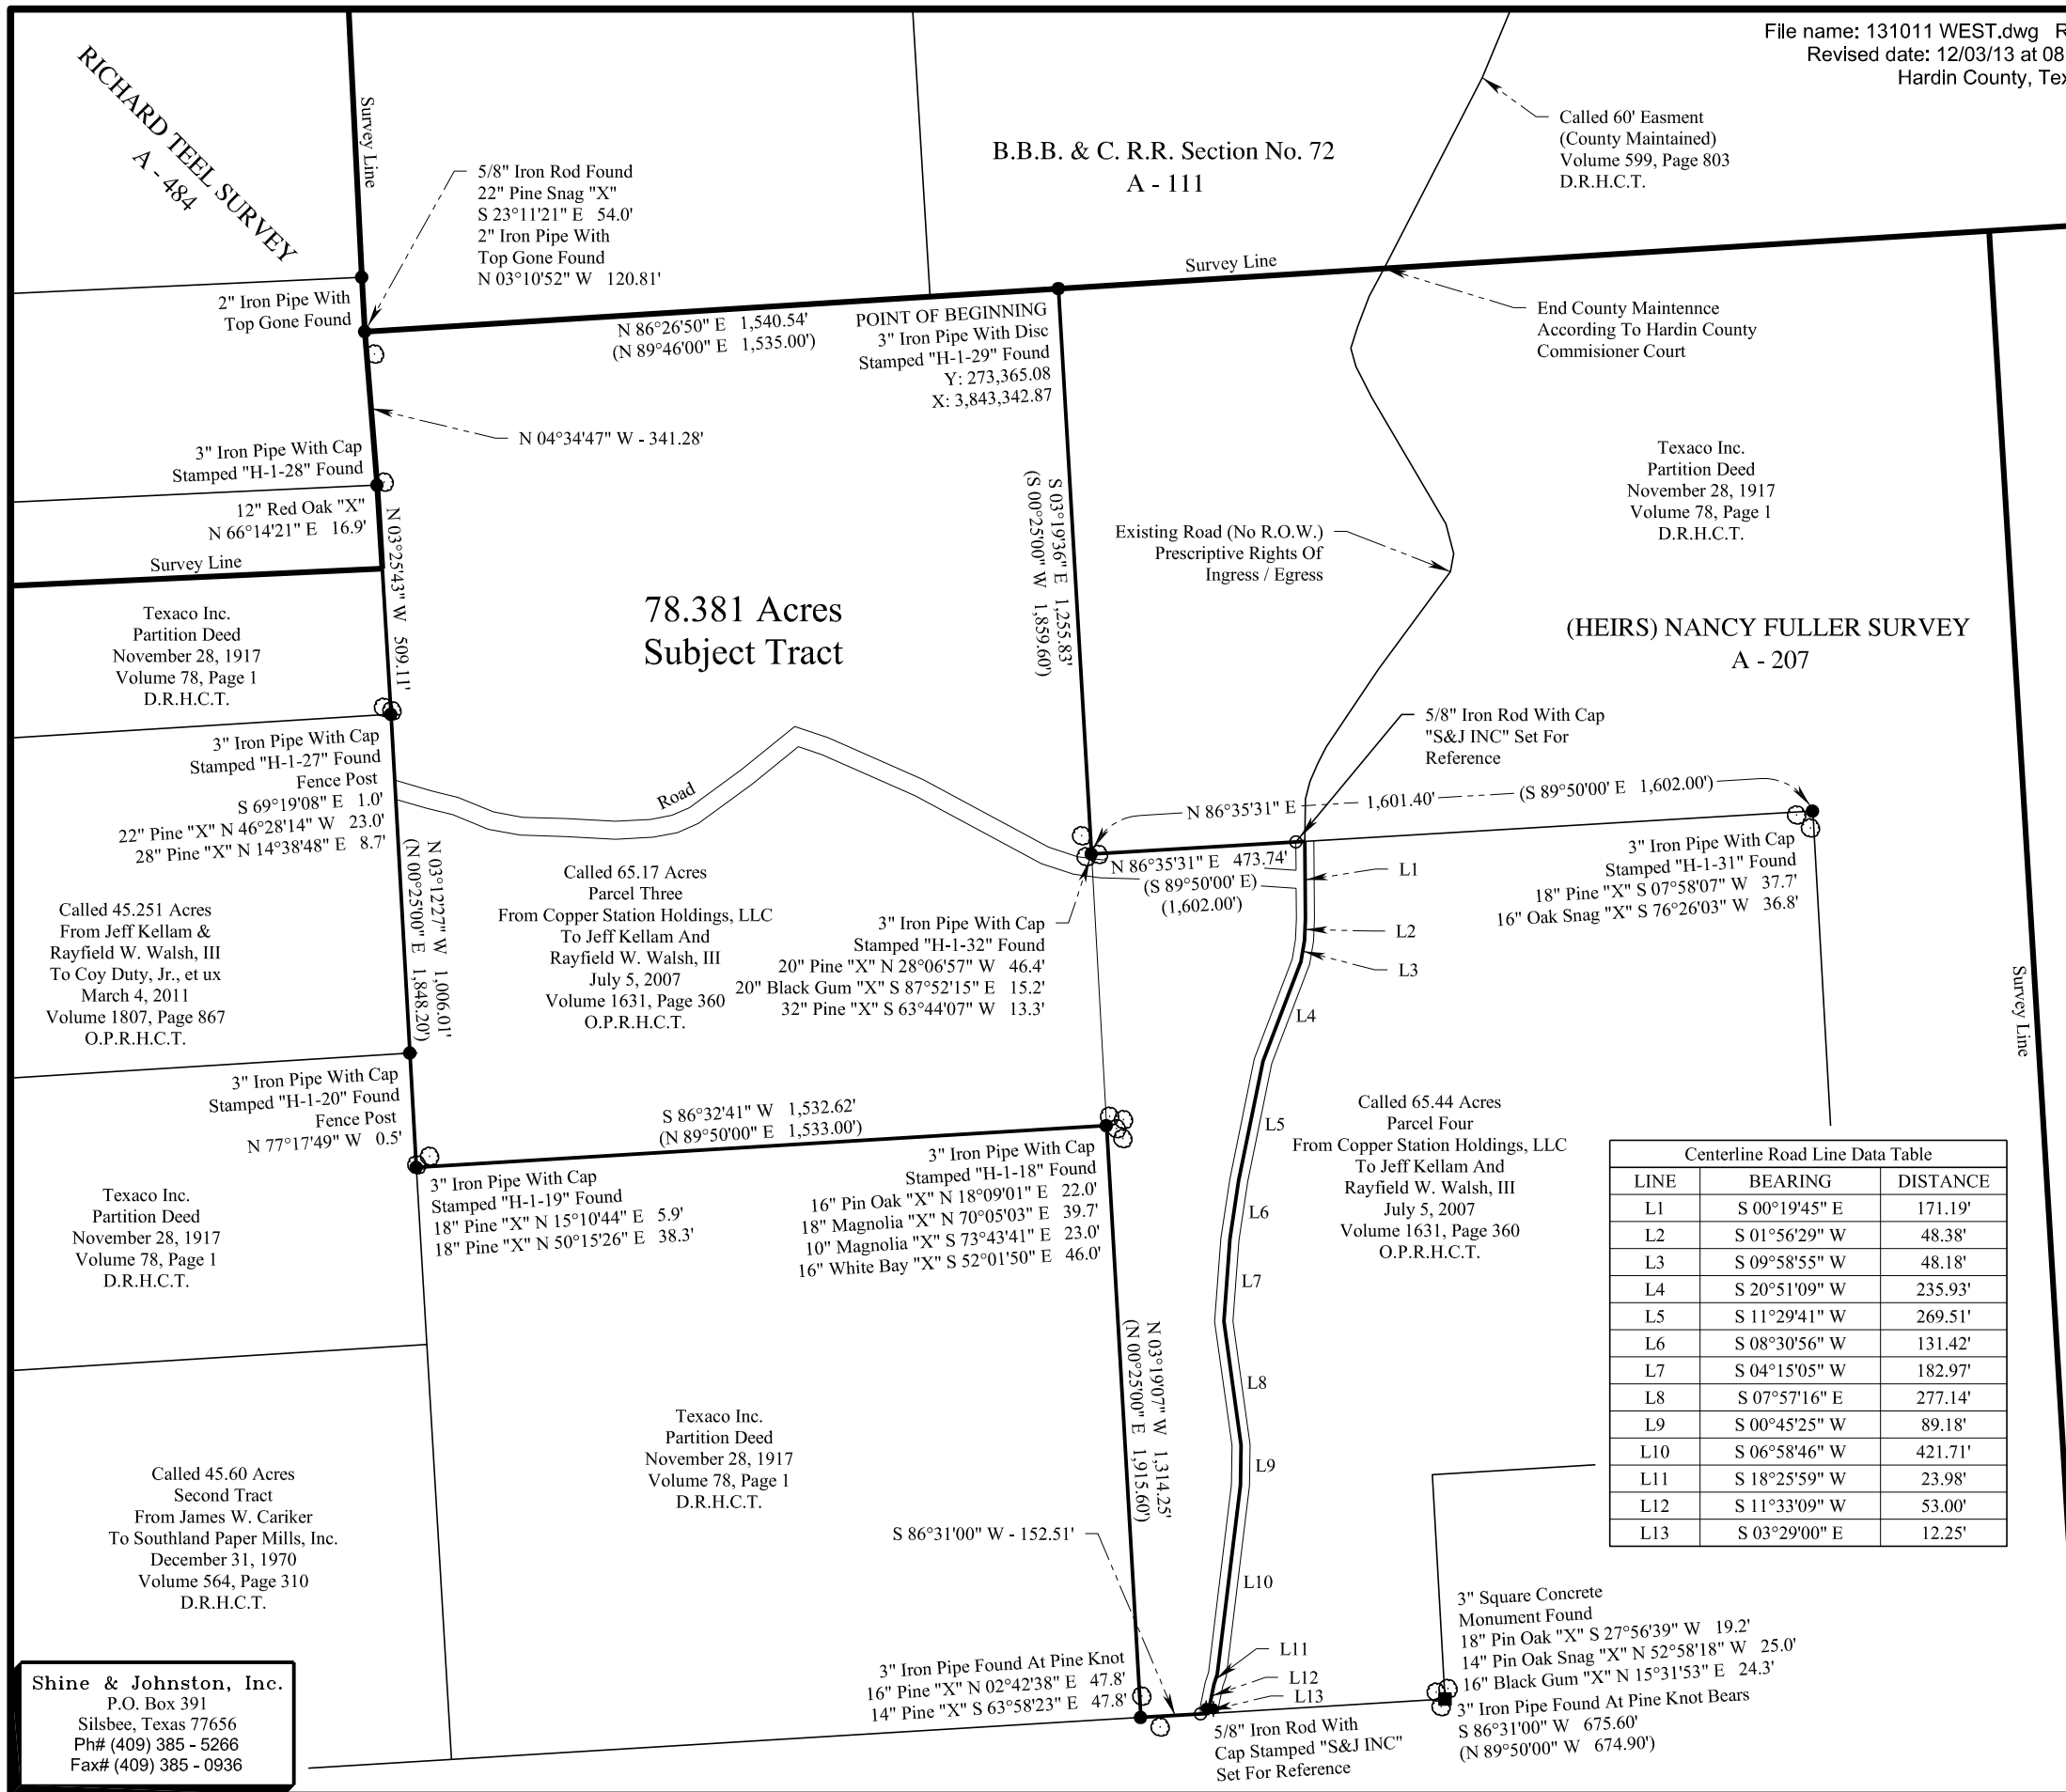 File name: 131011 WEST.dwg R
Revised date: 12/03/13 at 08
Hardin County, Tex
RICHARD TEEL SURVEY
A - 484
Survey Line
5/8" Iron Rod Found
22" Pine Snag "X"
S 23°11'21" E 54.0'
2" Iron Pipe With
Top Gone Found
N 03°10'52" W 120.81'
B.B.B. & C. R.R. Section No. 72
A - 111
Called 60' Easment
(County Maintained)
Volume 599, Page 803
D.R.H.C.T.
Survey Line
2" Iron Pipe With
Top Gone Found
N 86°26'50" E 1,540.54'
(N 89°46'00" E 1,535.00')
POINT OF BEGINNING
3" Iron Pipe With Disc
Stamped "H-1-29" Found
Y: 273,365.08
X: 3,843,342.87
End County Maintennce
According To Hardin County
Commisioner Court
N 04°34'47" W - 341.28'
3" Iron Pipe With Cap
Stamped "H-1-28" Found
12" Red Oak "X"
N 66°14'21" E 16.9'
Survey Line
N 03°25'43" W 509.11'
S 03°19'36" E 1,255.83'
(S 00°25'00" W 1,859.60')
Texaco Inc.
Partition Deed
November 28, 1917
Volume 78, Page 1
D.R.H.C.T.
Existing Road (No R.O.W.)
Prescriptive Rights Of
Ingress / Egress
Texaco Inc.
Partition Deed
November 28, 1917
Volume 78, Page 1
D.R.H.C.T.
78.381 Acres
Subject Tract
(HEIRS) NANCY FULLER SURVEY
A - 207
3" Iron Pipe With Cap
Stamped "H-1-27" Found
Fence Post
S 69°19'08" E 1.0'
22" Pine "X" N 46°28'14" W 23.0'
28" Pine "X" N 14°38'48" E 8.7'
Road
5/8" Iron Rod With Cap
"S&J INC" Set For
Reference
N 86°35'31" E 1,601.40' (S 89°50'00' E 1,602.00')
N 86°35'31" E 473.74'
(S 89°50'00' E)
(1,602.00')
3" Iron Pipe With Cap
Stamped "H-1-31" Found
18" Pine "X" S 07°58'07" W 37.7'
16" Oak Snag "X" S 76°26'03" W 36.8'
L1
L2
L3
L4
N 03°12'27" W 1,006.01'
(N 00°25'00" E 1,848.20')
Called 45.251 Acres
From Jeff Kellam &
Rayfield W. Walsh, III
To Coy Duty, Jr., et ux
March 4, 2011
Volume 1807, Page 867
O.P.R.H.C.T.
Called 65.17 Acres
Parcel Three
From Copper Station Holdings, LLC
To Jeff Kellam And
Rayfield W. Walsh, III
July 5, 2007
Volume 1631, Page 360
O.P.R.H.C.T.
3" Iron Pipe With Cap
Stamped "H-1-32" Found
20" Pine "X" N 28°06'57" W 46.4'
20" Black Gum "X" S 87°52'15" E 15.2'
32" Pine "X" S 63°44'07" W 13.3'
Survey Line
3" Iron Pipe With Cap
Stamped "H-1-20" Found
Fence Post
N 77°17'49" W 0.5'
S 86°32'41" W 1,532.62'
(N 89°50'00" E 1,533.00')
L5
L6
L7
L8
L9
L10
L11
L12
L13
Called 65.44 Acres
Parcel Four
From Copper Station Holdings, LLC
To Jeff Kellam And
Rayfield W. Walsh, III
July 5, 2007
Volume 1631, Page 360
O.P.R.H.C.T.
Centerline Road Line Data Table
LINE BEARING DISTANCE
L1 S 00°19'45" E 171.19'
L2 S 01°56'29" W 48.38'
L3 S 09°58'55" W 48.18'
L4 S 20°51'09" W 235.93'
L5 S 11°29'41" W 269.51'
L6 S 08°30'56" W 131.42'
L7 S 04°15'05" W 182.97'
L8 S 07°57'16" E 277.14'
L9 S 00°45'25" W 89.18'
L10 S 06°58'46" W 421.71'
L11 S 18°25'59" W 23.98'
L12 S 11°33'09" W 53.00'
L13 S 03°29'00" E 12.25'
Texaco Inc.
Partition Deed
November 28, 1917
Volume 78, Page 1
D.R.H.C.T.
3" Iron Pipe With Cap
Stamped "H-1-19" Found
18" Pine "X" N 15°10'44" E 5.9'
18" Pine "X" N 50°15'26" E 38.3'
3" Iron Pipe With Cap
Stamped "H-1-18" Found
16" Pin Oak "X" N 18°09'01" E 22.0'
18" Magnolia "X" N 70°05'03" E 39.7'
10" Magnolia "X" S 73°43'41" E 23.0'
16" White Bay "X" S 52°01'50" E 46.0'
N 03°19'07" W 1,314.25'
(N 00°25'00" E 1,915.60')
Texaco Inc.
Partition Deed
November 28, 1917
Volume 78, Page 1
D.R.H.C.T.
Called 45.60 Acres
Second Tract
From James W. Cariker
To Southland Paper Mills, Inc.
December 31, 1970
Volume 564, Page 310
D.R.H.C.T.
S 86°31'00" W - 152.51'
3" Square Concrete
Monument Found
18" Pin Oak "X" S 27°56'39" W 19.2'
14" Pin Oak Snag "X" N 52°58'18" W 25.0'
16" Black Gum "X" N 15°31'53" E 24.3'
3" Iron Pipe Found At Pine Knot Bears
S 86°31'00" W 675.60'
(N 89°50'00" W 674.90')
3" Iron Pipe Found At Pine Knot
16" Pine "X" N 02°42'38" E 47.8'
14" Pine "X" S 63°58'23" E 47.8'
5/8" Iron Rod With
Cap Stamped "S&J INC"
Set For Reference
Shine & Johnston, Inc.
P.O. Box 391
Silsbee, Texas 77656
Ph# (409) 385 - 5266
Fax# (409) 385 - 0936